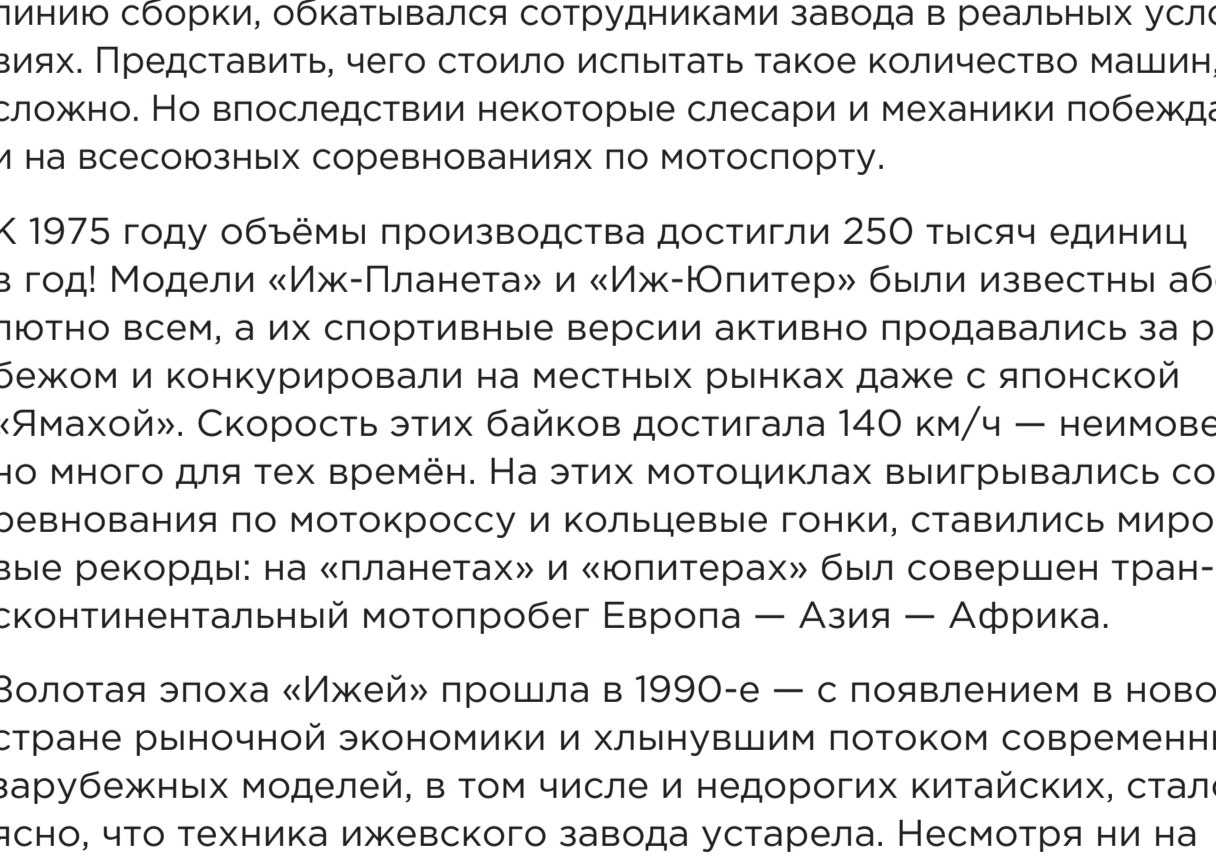 линию сборки, обкатывался сотрудниками завода в реальных усло
виях. Представить, чего стоило испытать такое количество машин,
сложно. Но впоследствии некоторые слесари и механики побежда
и на всесоюзных соревнованиях по мотоспорту.
К 1975 году объёмы производства достигли 250 тысяч единиц
в год! Модели «Иж-Планета» и «Иж-Юпитер» были известны аб
лютно всем, а их спортивные версии активно продавались за р
бежом и конкурировали на местных рынках даже с японской
«Ямахой». Скорость этих байков достигала 140 км/ч — неимове
но много для тех времён. На этих мотоциклах выигрывались со
ревнования по мотокроссу и кольцевые гонки, ставились миро
вые рекорды: на «планетах» и «юпитерах» был совершен тран-
сконтинентальный мотопробег Европа — Азия — Африка.
Золотая эпоха «Ижей» прошла в 1990-е — с появлением в ново
стране рыночной экономики и хлынувшим потоком современн
зарубежных моделей, в том числе и недорогих китайских, стало
ясно, что техника ижевского завода устарела. Несмотря ни на